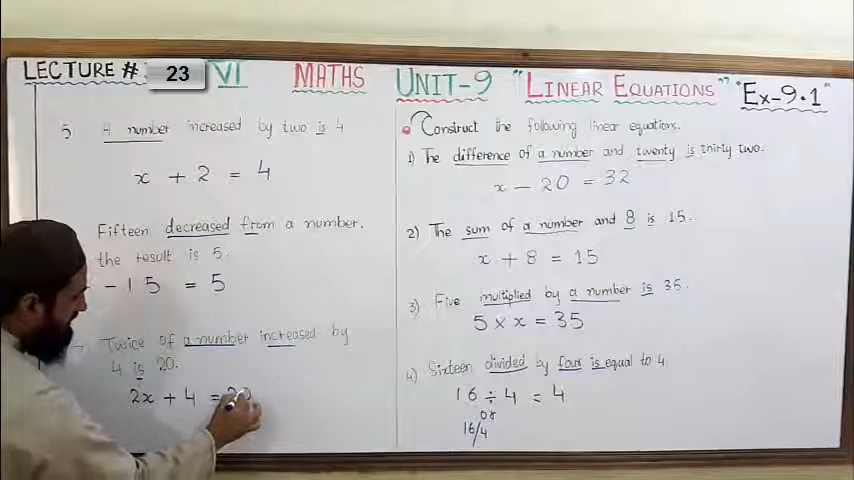 LECTURE # 23 VI MATHS UNIT-9 "LINEAR EQUATIONS" "Ex-9.1"
Construct the following linear equations.
1) The difference of a number and twenty is thirty two.
x - 20 = 32
2) The sum of a number and 8 is 15.
x + 8 = 15
3) Five multiplied by a number is 35.
5 × x = 35
4) Sixteen divided by four is equal to 4
16 ÷ 4 = 4
or
16/4
5 A number increased by two is 4
x + 2 = 4
Fifteen decreased from a number.
the result is 5.
- 15 = 5
Twice of a number increased by
4 is 20.
2x + 4 = 20